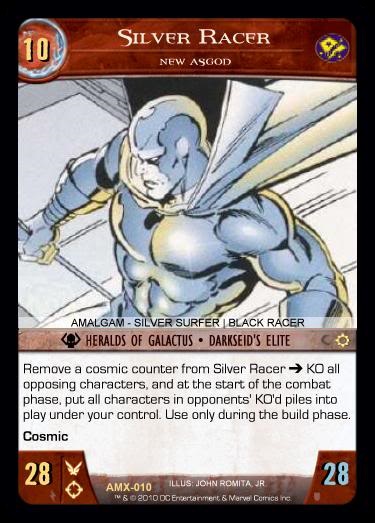 10
SILVER RACER
NEW ASGOD
AMALGAM - SILVER SURFER | BLACK RACER
HERALDS OF GALACTUS • DARKSEID'S ELITE
Remove a cosmic counter from Silver Racer ➔ KO all
opposing characters, and at the start of the combat
phase, put all characters in opponents' KO'd piles into
play under your control. Use only during the build phase.
Cosmic
28
AMX-010
ILLUS: JOHN ROMITA, JR
™ & © 2010 DC Entertainment & Marvel Comics Inc.
28